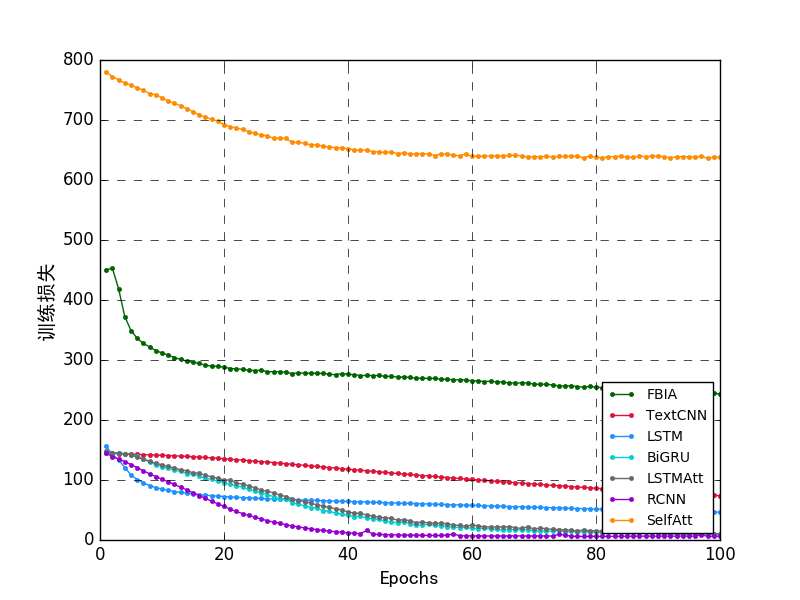 800
700
600
500
400
300
200
100
0
训练损失
0 20 40 60 80 100
Epochs
FBIA
TextCNN
LSTM
BiGRU
LSTMAtt
RCNN
SelfAtt